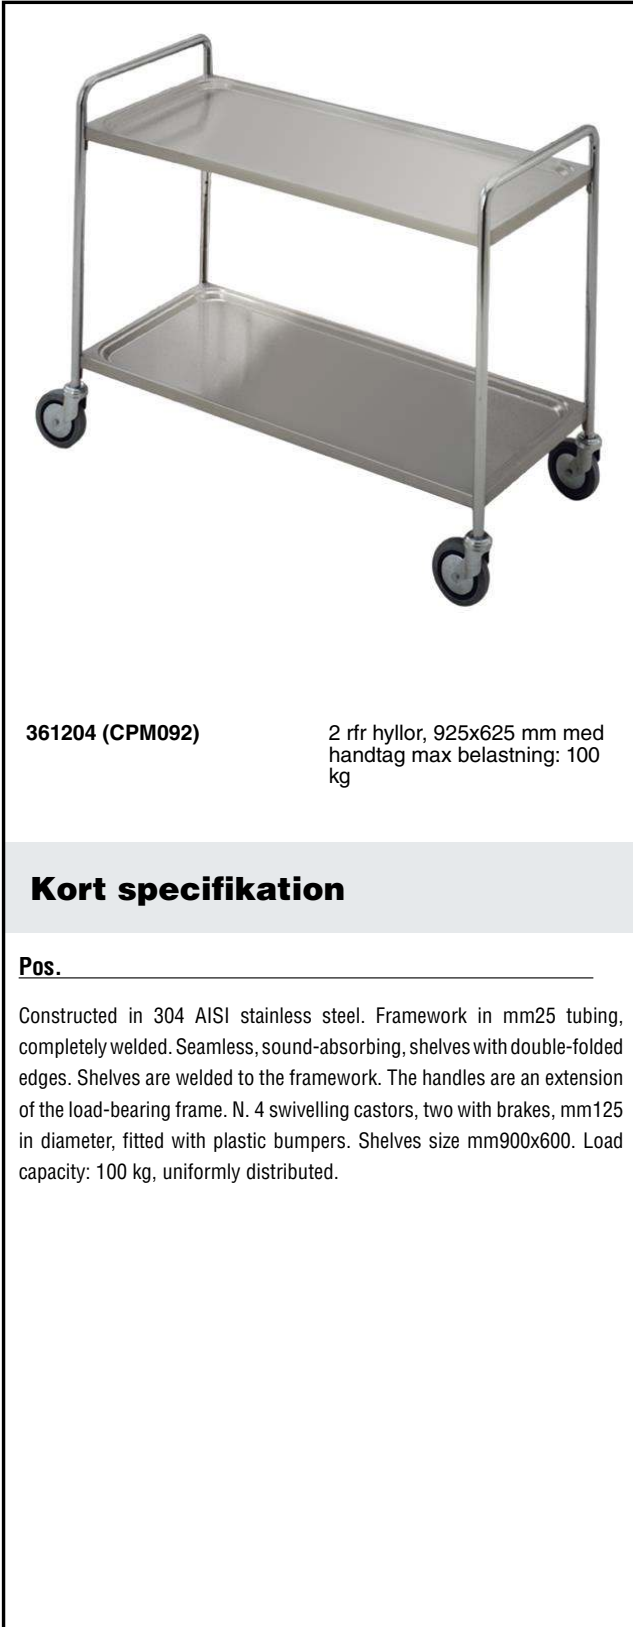 361204 (CPM092)
2 rfr hyllor, 925x625 mm med
handtag max belastning: 100
kg
Kort specifikation
Pos.
Constructed in 304 AISI stainless steel. Framework in mm25 tubing,
completely welded. Seamless, sound-absorbing, shelves with double-folded
edges. Shelves are welded to the framework. The handles are an extension
of the load-bearing frame. N. 4 swivelling castors, two with brakes, mm125
in diameter, fitted with plastic bumpers. Shelves size mm900x600. Load
capacity: 100 kg, uniformly distributed.